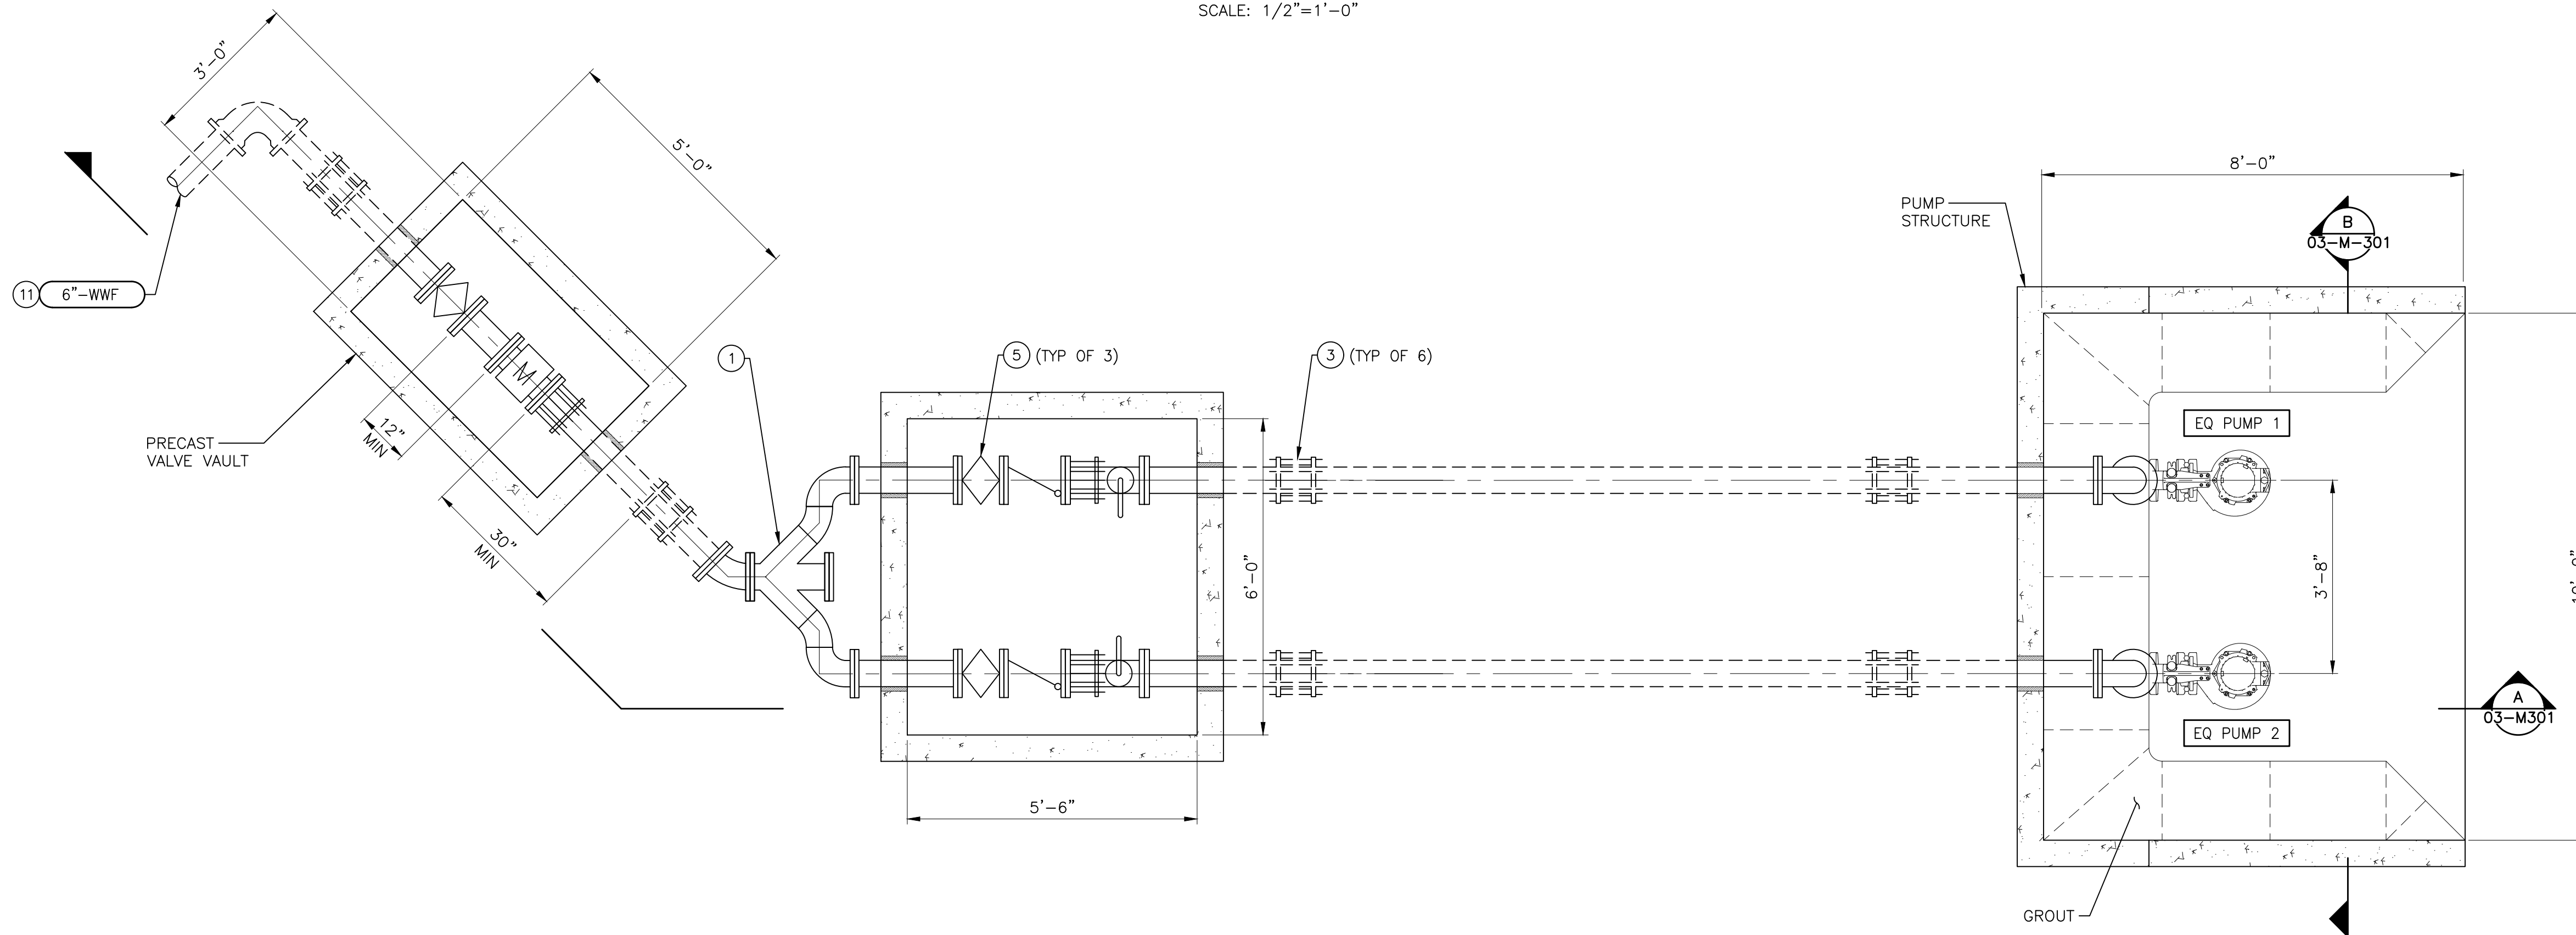 SCALE: 1/2"=1'-0"
3'-0"
5'-0"
8'-0"
PUMP
STRUCTURE
B
03-M-301
11 6"-WWF
1
5 (TYP OF 3)
3 (TYP OF 6)
M
12"
MIN
PRECAST
VALVE VAULT
EQ PUMP 1
30"
MIN
6'-0"
3'-8"
A
03-M301
EQ PUMP 2
5'-6"
GROUT